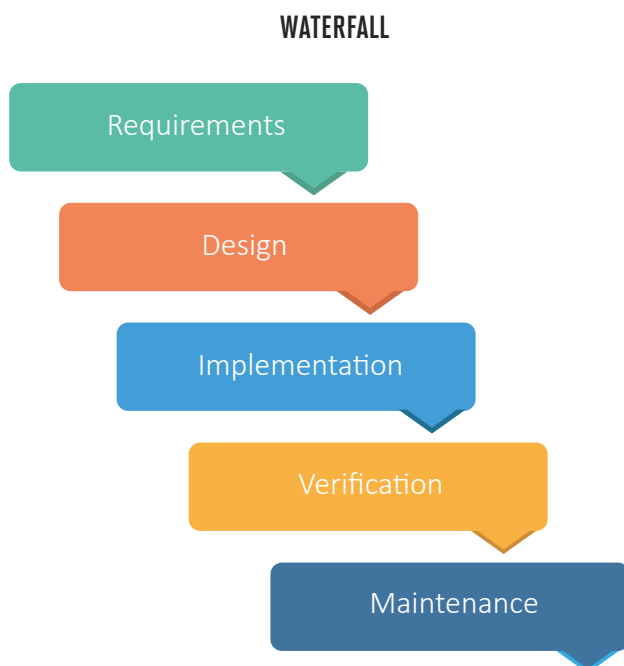 WATERFALL
Requirements
Design
Implementation
Verification
Maintenance